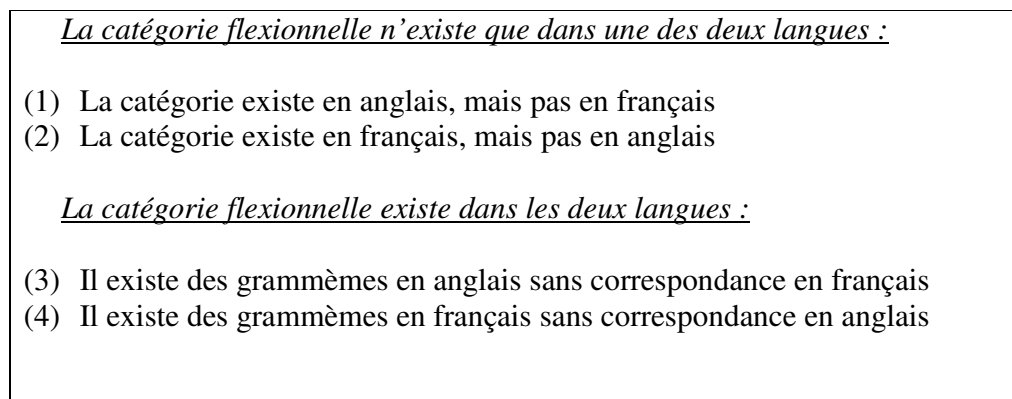 La catégorie flexionnelle n’existe que dans une des deux langues :
(1) La catégorie existe en anglais, mais pas en français
(2) La catégorie existe en français, mais pas en anglais
La catégorie flexionnelle existe dans les deux langues :
(3) Il existe des grammèmes en anglais sans correspondance en français
(4) Il existe des grammèmes en français sans correspondance en anglais